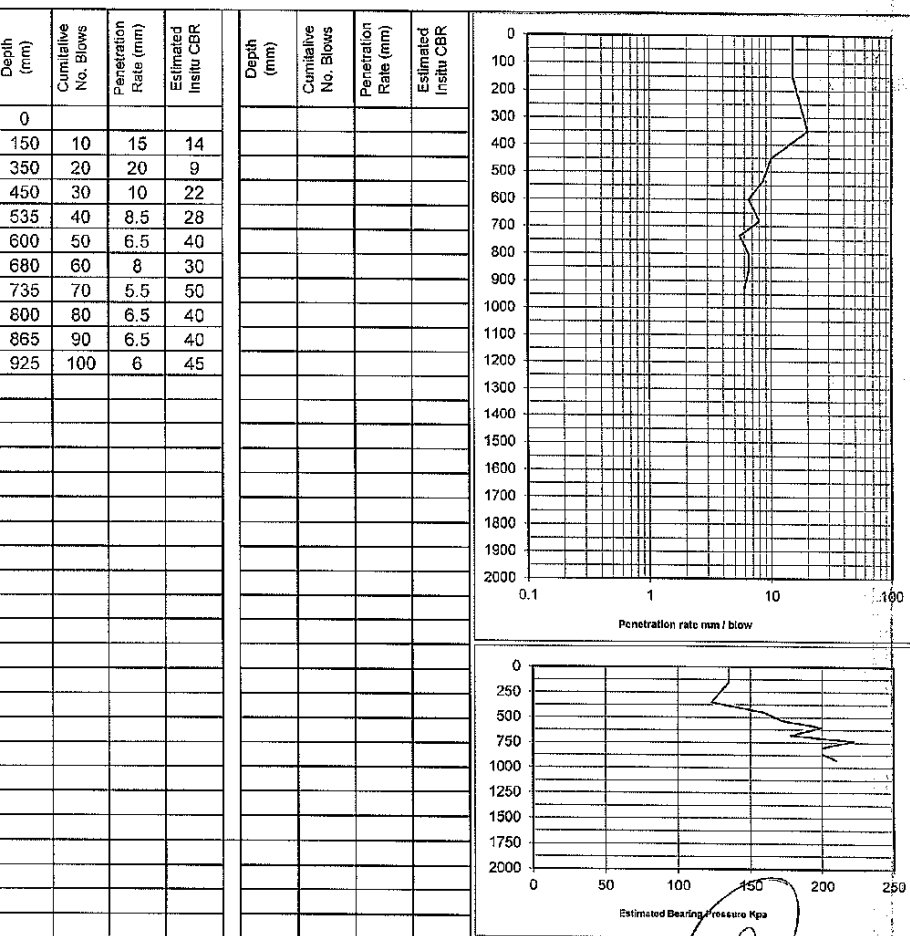 Depth (mm) Cumitalive No. Blows Penetration Rate (mm) Estimated Insitu CBR Depth (mm) Cumitalive No. Blows Penetration Rate (mm) Estimated Insitu CBR
0
150 10 15 14
350 20 20 9
450 30 10 22
535 40 8.5 28
600 50 6.5 40
680 60 8 30
735 70 5.5 50
800 80 6.5 40
865 90 6.5 40
925 100 6 45
0
100
200
300
400
500
600
700
800
900
1000
1100
1200
1300
1400
1500
1600
1700
1800
1900
2000
0.1 1 10 100
Penetration rate mm / blow
0
250
500
750
1000
1250
1500
1750
2000
0 50 100 150 200 250
Estimated Bearing Pressure Kpa